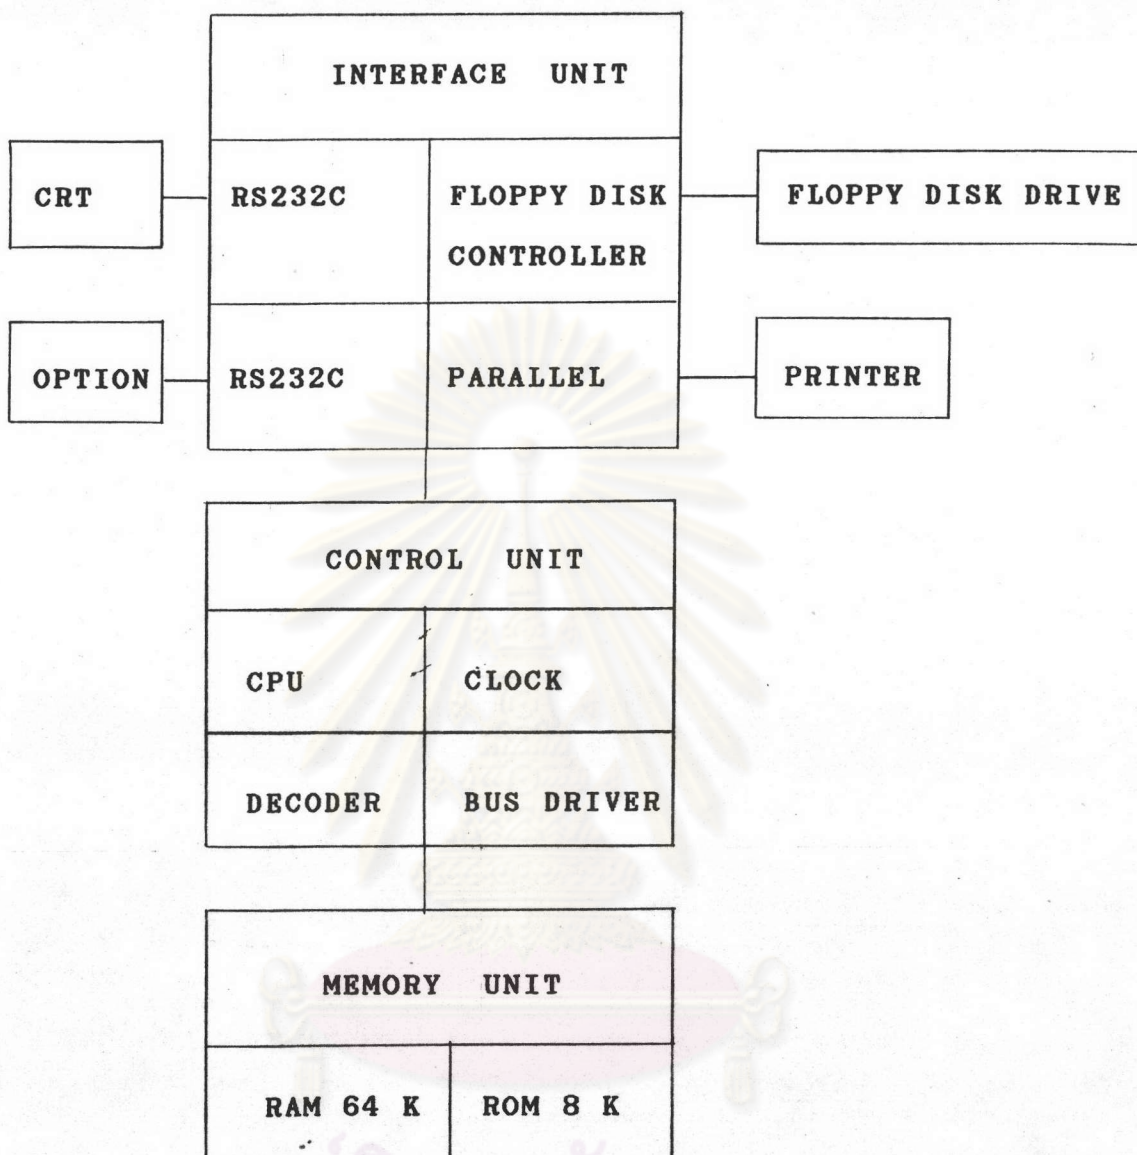 INTERFACE UNIT
CRT
RS232C
FLOPPY DISK
CONTROLLER
FLOPPY DISK DRIVE
OPTION
RS232C
PARALLEL
PRINTER
CONTROL UNIT
CPU
CLOCK
DECODER
BUS DRIVER
MEMORY UNIT
RAM 64 K
ROM 8 K